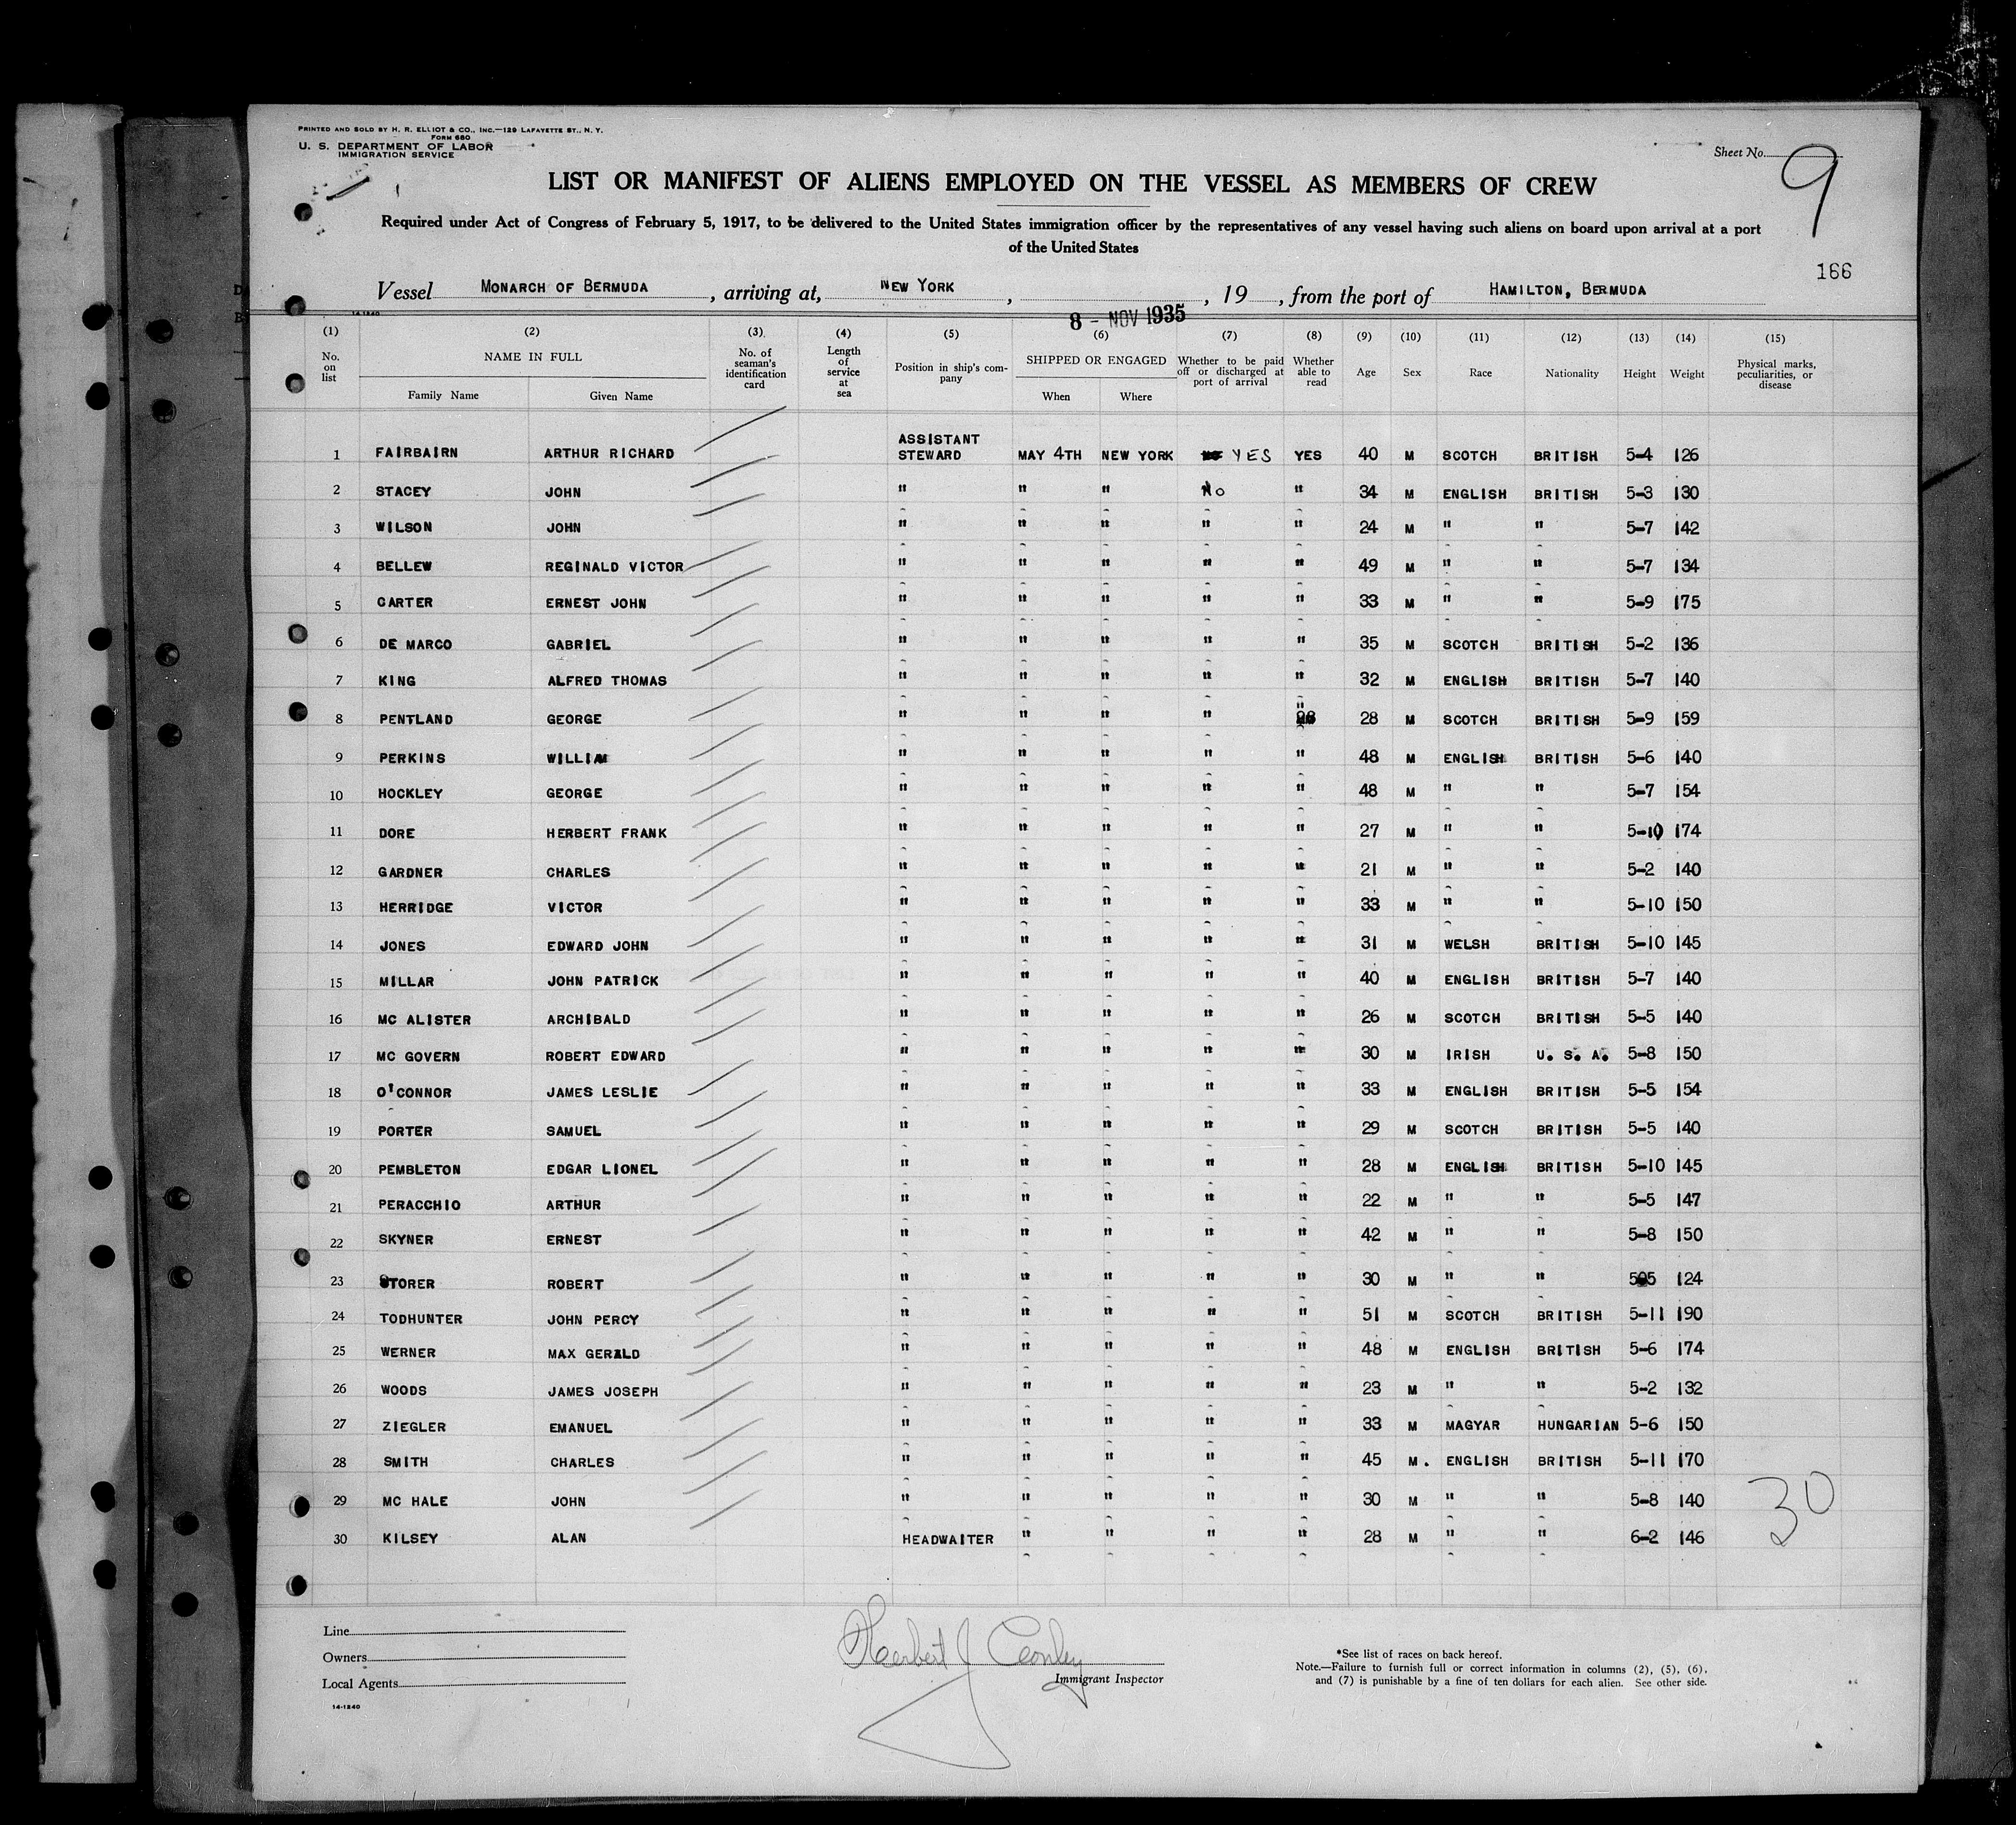 PRINTED AND SOLD BY H. R. ELLIOT & CO., INC.—129 LAFAYETTE ST., N. Y.
FORM 680
U. S. DEPARTMENT OF LABOR
IMMIGRATION SERVICE
Sheet No. 9
LIST OR MANIFEST OF ALIENS EMPLOYED ON THE VESSEL AS MEMBERS OF CREW
Required under Act of Congress of February 5, 1917, to be delivered to the United States immigration officer by the representatives of any vessel having such aliens on board upon arrival at a port
of the United States
166
Vessel MONARCH OF BERMUDA, arriving at, NEW YORK, , 19 , from the port of HAMILTON, BERMUDA
14-1240
8 - NOV 1935
(1) (2) (3) (4) (5) (6) (7) (8) (9) (10) (11) (12) (13) (14) (15)
No. on list NAME IN FULL Family Name Given Name No. of seaman's identification card Length of service at sea Position in ship's company SHIPPED OR ENGAGED When Where Whether to be paid off or discharged at port of arrival Whether able to read Age Sex Race Nationality Height Weight Physical marks, peculiarities, or disease
1 FAIRBAIRN ARTHUR RICHARD ASSISTANT STEWARD MAY 4TH NEW YORK YES YES 40 M SCOTCH BRITISH 5-4 126
2 STACEY JOHN " " " No " 34 M ENGLISH BRITISH 5-3 130
3 WILSON JOHN " " " " " 24 M " " 5-7 142
4 BELLEW REGINALD VICTOR " " " " " 49 M " " 5-7 134
5 CARTER ERNEST JOHN " " " " " 33 M " " 5-9 175
6 DE MARCO GABRIEL " " " " " 35 M SCOTCH BRITISH 5-2 136
7 KING ALFRED THOMAS " " " " " 32 M ENGLISH BRITISH 5-7 140
8 PENTLAND GEORGE " " " " " 28 M SCOTCH BRITISH 5-9 159
9 PERKINS WILLIAM " " " " " 48 M ENGLISH BRITISH 5-6 140
10 HOCKLEY GEORGE " " " " " 48 M " " 5-7 154
11 DORE HERBERT FRANK " " " " " 27 M " " 5-10 174
12 GARDNER CHARLES " " " " " 21 M " " 5-2 140
13 HERRIDGE VICTOR " " " " " 33 M " " 5-10 150
14 JONES EDWARD JOHN " " " " " 31 M WELSH BRITISH 5-10 145
15 MILLAR JOHN PATRICK " " " " " 40 M ENGLISH BRITISH 5-7 140
16 MC ALISTER ARCHIBALD " " " " " 26 M SCOTCH BRITISH 5-5 140
17 MC GOVERN ROBERT EDWARD " " " " " 30 M IRISH U. S. A. 5-8 150
18 O'CONNOR JAMES LESLIE " " " " " 33 M ENGLISH BRITISH 5-5 154
19 PORTER SAMUEL " " " " " 29 M SCOTCH BRITISH 5-5 140
20 PEMBLETON EDGAR LIONEL " " " " " 28 M ENGLISH BRITISH 5-10 145
21 PERACCHIO ARTHUR " " " " " 22 M " " 5-5 147
22 SKYNER ERNEST " " " " " 42 M " " 5-8 150
23 STORER ROBERT " " " " " 30 M " " 5-5 124
24 TODHUNTER JOHN PERCY " " " " " 51 M SCOTCH BRITISH 5-11 190
25 WERNER MAX GERALD " " " " " 48 M ENGLISH BRITISH 5-6 174
26 WOODS JAMES JOSEPH " " " " " 23 M " " 5-2 132
27 ZIEGLER EMANUEL " " " " " 33 M MAGYAR HUNGARIAN 5-6 150
28 SMITH CHARLES " " " " " 45 M. ENGLISH BRITISH 5-11 170
29 MC HALE JOHN " " " " " 30 M " " 5-8 140
30 KILSEY ALAN HEADWAITER " " " " 28 M " " 6-2 146
30
Line
Owners
Local Agents
14-1240
Herbert J Conley
Immigrant Inspector
*See list of races on back hereof.
Note.—Failure to furnish full or correct information in columns (2), (5), (6),
and (7) is punishable by a fine of ten dollars for each alien. See other side.